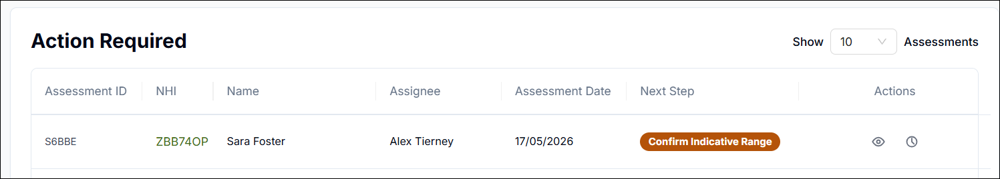 Action Required
Show 10 Assessments
Assessment ID NHI Name Assignee Assessment Date Next Step Actions
S6BBE ZBB74OP Sara Foster Alex Tierney 17/05/2026 Confirm Indicative Range